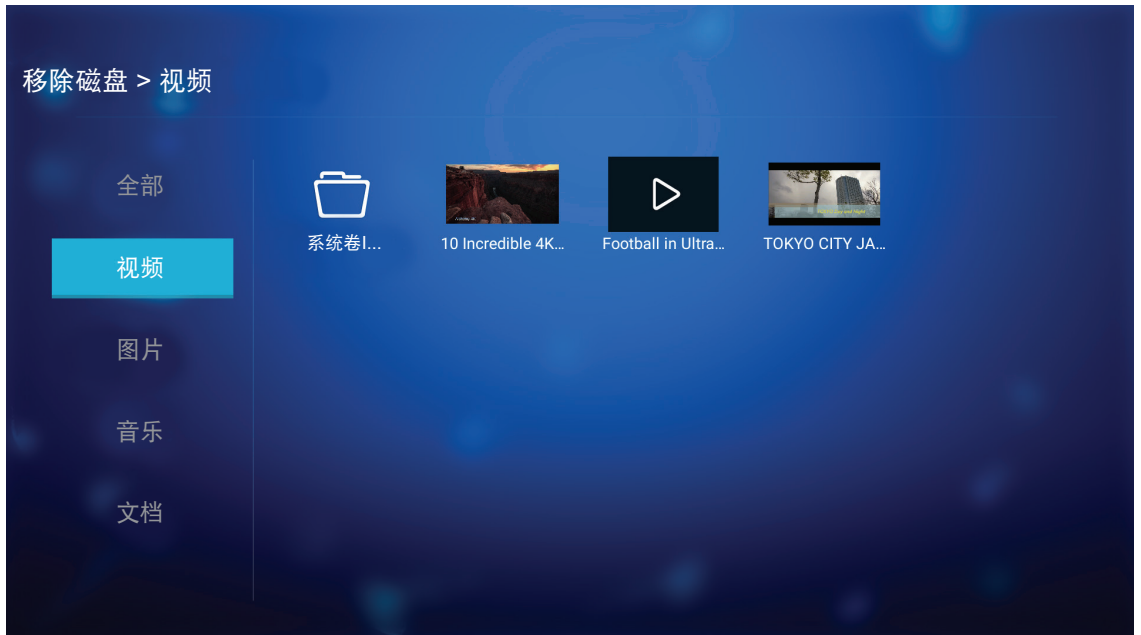 移除磁盘 > 视频
全部
视频
图片
音乐
文档
系统卷I...
10 Incredible 4K...
Football in Ultra...
TOKYO CITY JA...